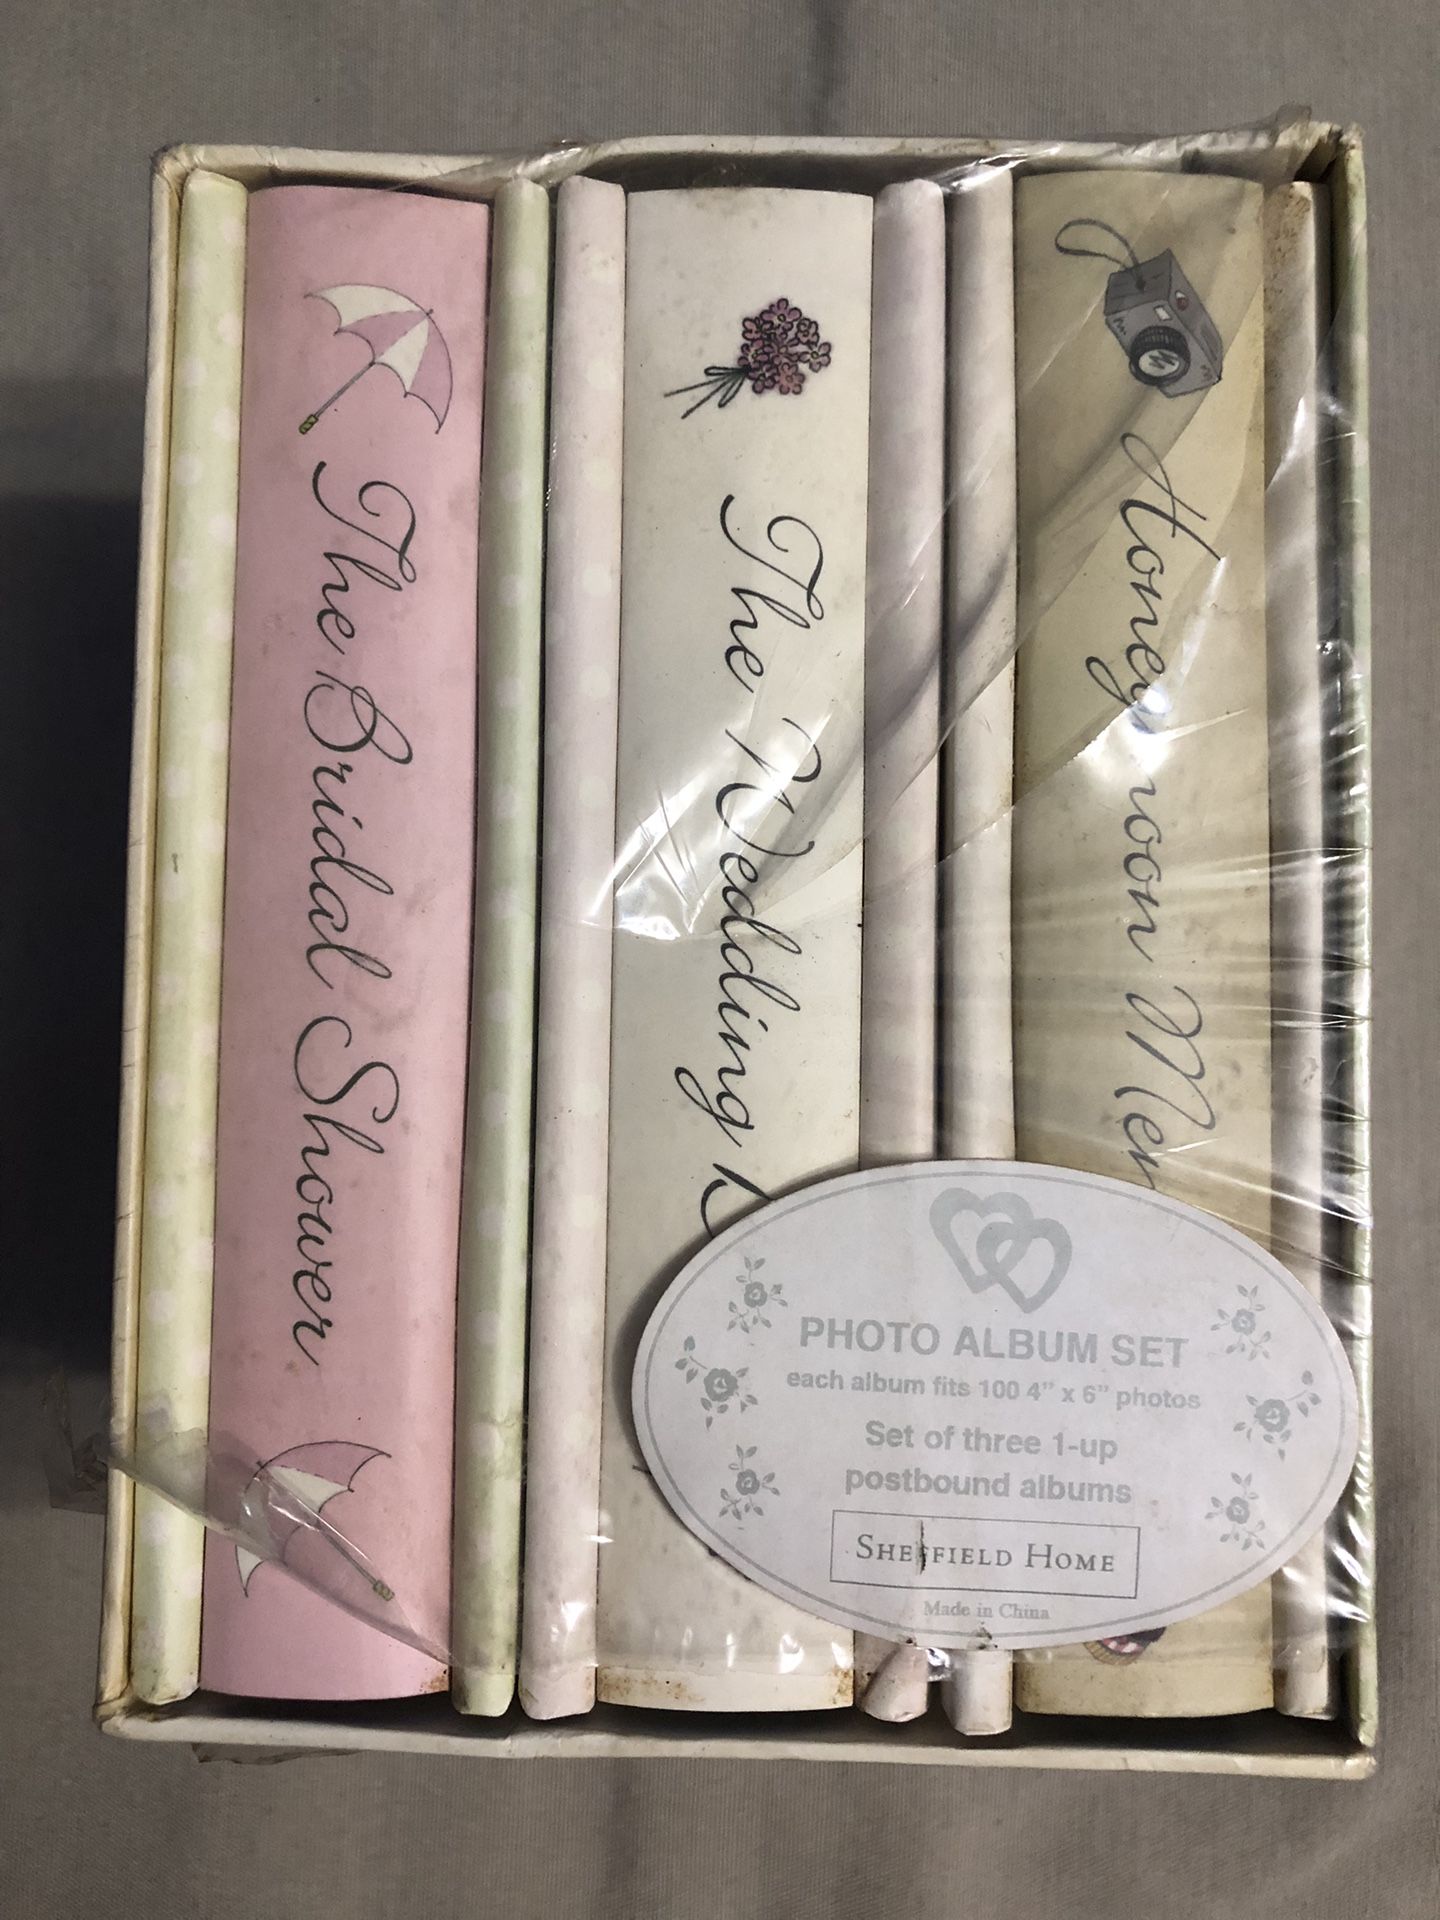 The Bridal Shower
The Wedding
Honeymoon
PHOTO ALBUM SET
each album fits 100 4" x 6" photos
Set of three 1-up
postbound albums
SHEFFIELD HOME
Made in China